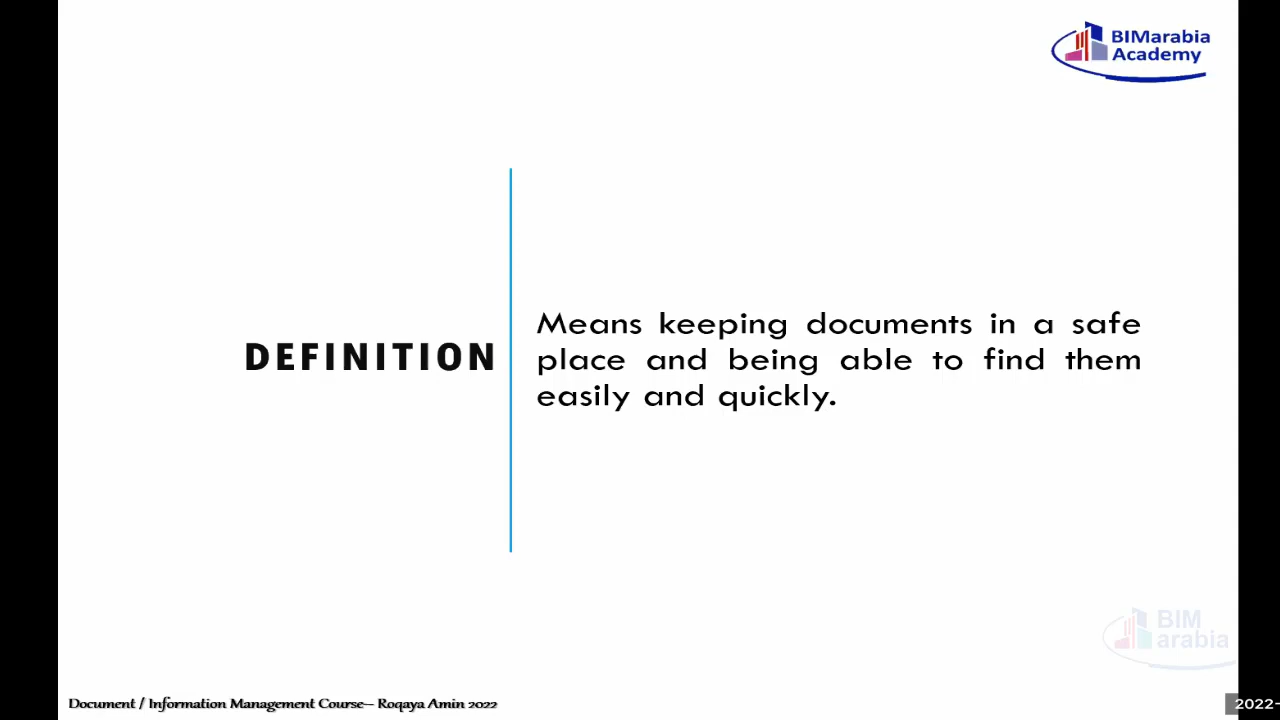 BIMarabia
Academy
DEFINITION
Means keeping documents in a safe
place and being able to find them
easily and quickly.
BIM
arabia
Document / Information Management Course– Roqaya Amin 2022
2022-